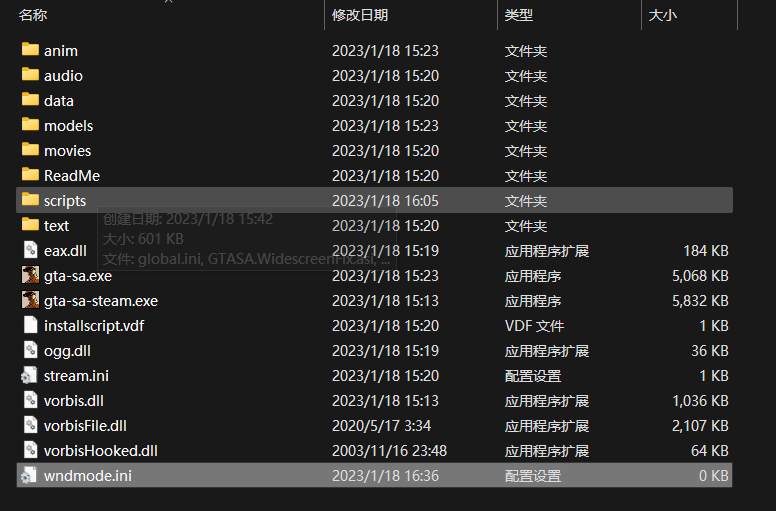 名称 修改日期 类型 大小
anim 2023/1/18 15:23 文件夹
audio 2023/1/18 15:20 文件夹
data 2023/1/18 15:20 文件夹
models 2023/1/18 15:23 文件夹
movies 2023/1/18 15:20 文件夹
ReadMe 2023/1/18 15:20 文件夹
scripts 2023/1/18 16:05 文件夹
创建日期: 2023/1/18 15:42
text 2023/1/18 15:20 文件夹
大小: 601 KB
eax.dll 2023/1/18 15:19 应用程序扩展 184 KB
文件: global.ini, GTASA.WidescreenFix.asi, ...
gta-sa.exe 2023/1/18 15:20 应用程序 5,068 KB
gta-sa-steam.exe 2023/1/18 15:13 应用程序 5,832 KB
installscript.vdf 2023/1/18 15:20 VDF 文件 1 KB
ogg.dll 2023/1/18 15:19 应用程序扩展 36 KB
stream.ini 2023/1/18 15:20 配置设置 1 KB
vorbis.dll 2023/1/18 15:13 应用程序扩展 1,036 KB
vorbisFile.dll 2020/5/17 3:34 应用程序扩展 2,107 KB
vorbisHooked.dll 2003/11/16 23:48 应用程序扩展 64 KB
wndmode.ini 2023/1/18 16:36 配置设置 0 KB